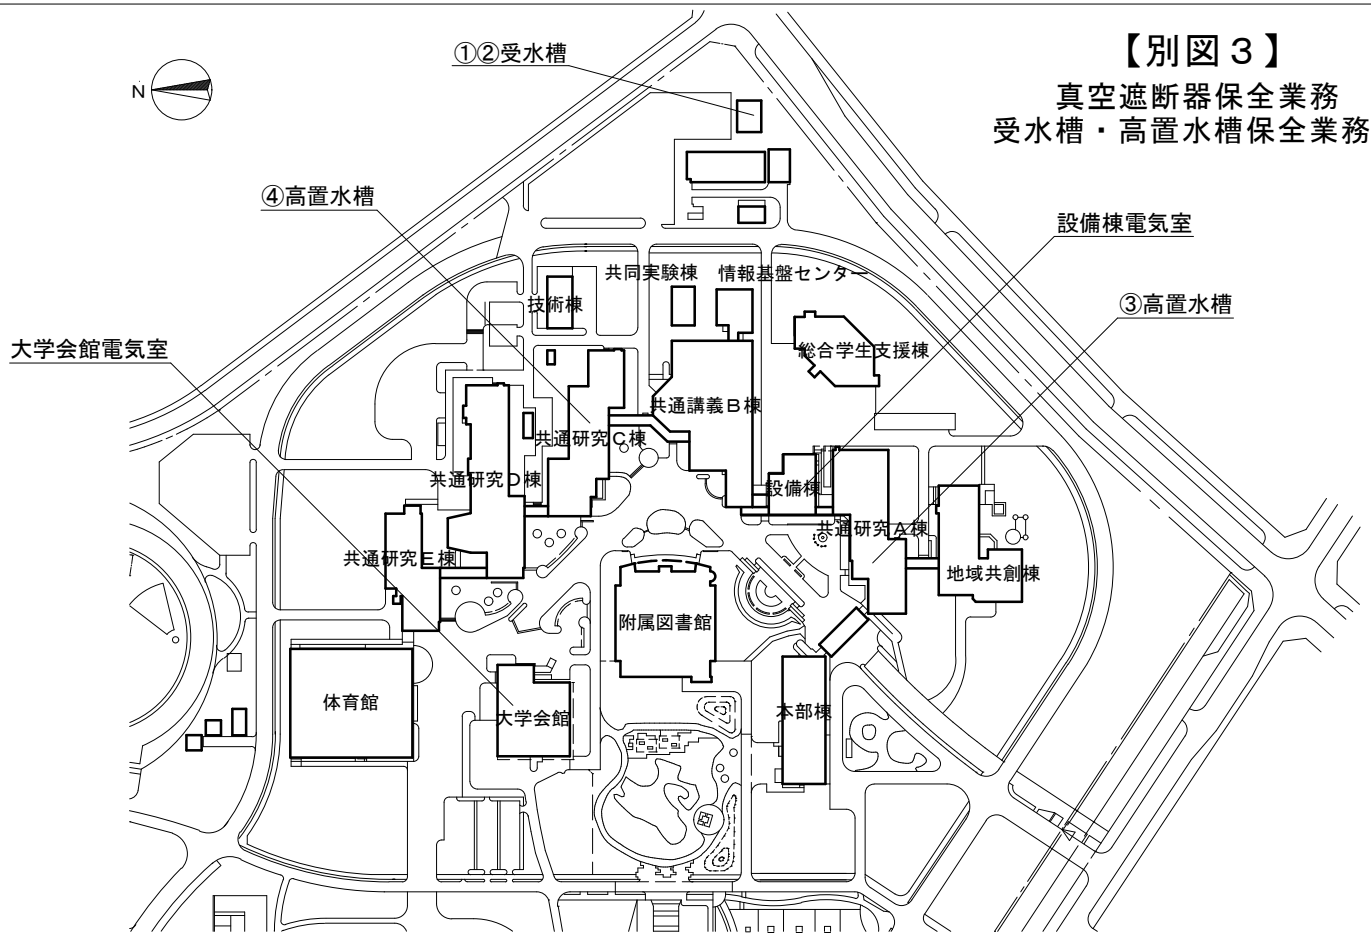 【別図３】
真空遮断器保全業務
受水槽・高置水槽保全業務
N
①②受水槽
④高置水槽
設備棟電気室
③高置水槽
大学会館電気室
共同実験棟
情報基盤センター
技術棟
総合学生支援棟
共通講義Ｂ棟
共通研究Ｃ棟
共通研究Ｄ棟
設備棟
共通研究Ａ棟
共通研究Ｅ棟
地域共創棟
附属図書館
体育館
大学会館
本部棟